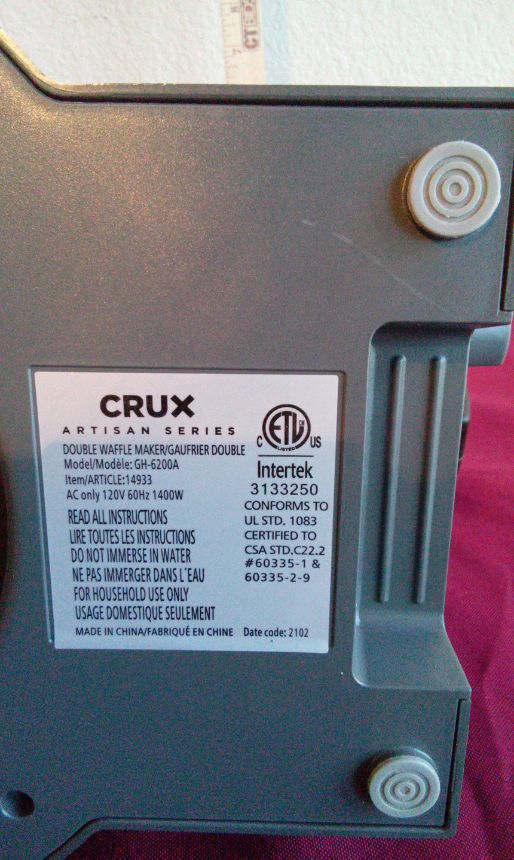 CRUX
ARTISAN SERIES
DOUBLE WAFFLE MAKER/GAUFRIER DOUBLE
Model/Modèle: GH-6200A
Item/ARTICLE:14933
AC only 120V 60Hz 1400W
READ ALL INSTRUCTIONS
LIRE TOUTES LES INSTRUCTIONS
DO NOT IMMERSE IN WATER
NE PAS IMMERGER DANS L'EAU
FOR HOUSEHOLD USE ONLY
USAGE DOMESTIQUE SEULEMENT
MADE IN CHINA/FABRIQUÉ EN CHINE Date code: 2102
ETL
LISTED
C US
Intertek
3133250
CONFORMS TO
UL STD. 1083
CERTIFIED TO
CSA STD.C22.2
#60335-1 &
60335-2-9